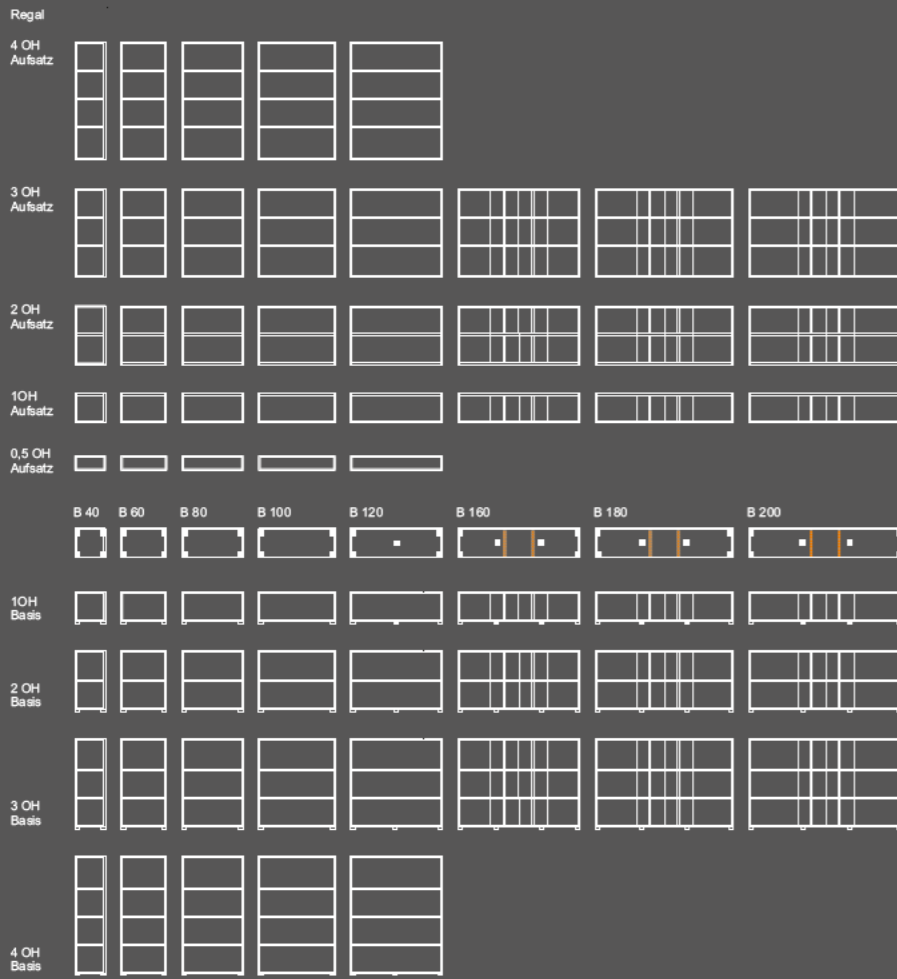 Regal
4 OH
Aufsatz
3 OH
Aufsatz
2 OH
Aufsatz
1OH
Aufsatz
0,5 OH
Aufsatz
B 40 B 60 B 80 B 100 B 120 B 160 B 180 B 200
1OH
Basis
2 OH
Basis
3 OH
Basis
4 OH
Basis